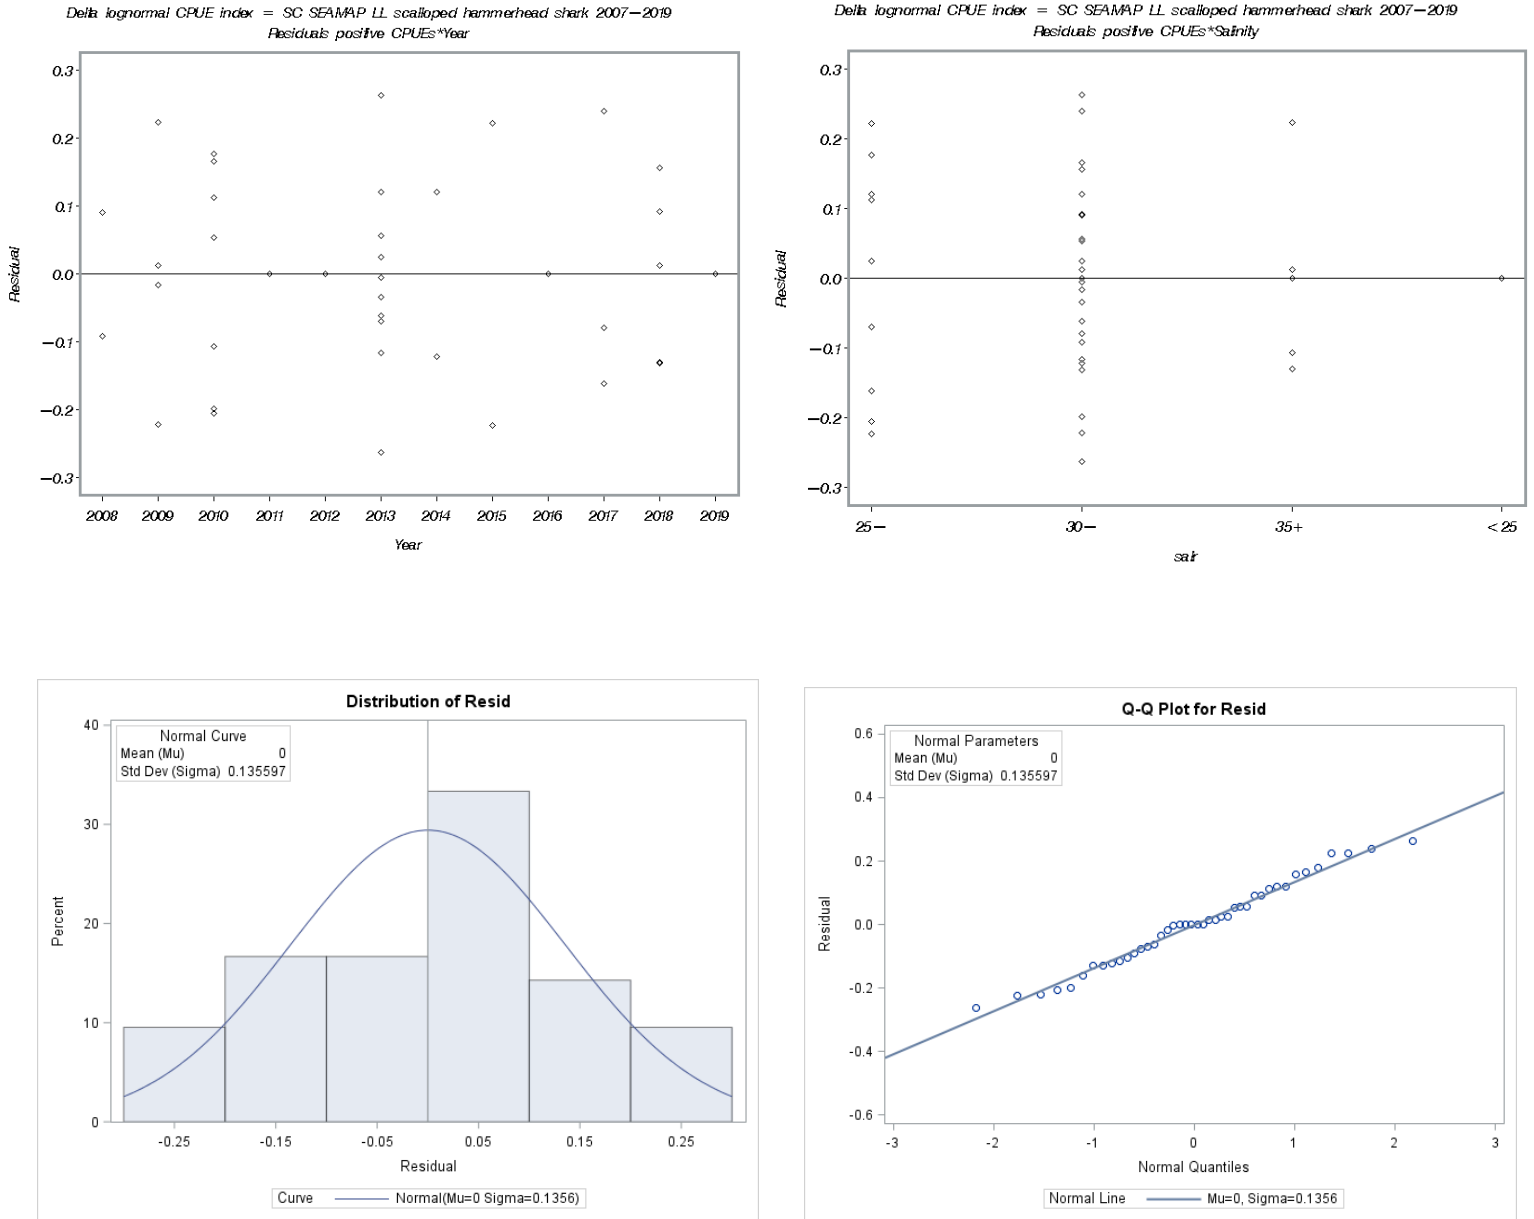 Delta lognormal CPUE index = SC SEAMAP LL scalloped hammerhead shark 2007–2019
Residuals positive CPUEs*Year
0.3
0.2
0.1
0.0
–0.1
–0.2
–0.3
Residual
2008 2009 2010 2011 2012 2013 2014 2015 2016 2017 2018 2019
Year
Delta lognormal CPUE index = SC SEAMAP LL scalloped hammerhead shark 2007–2019
Residuals positive CPUEs*Salinity
0.3
0.2
0.1
0.0
–0.1
–0.2
–0.3
Residual
25– 30– 35+ <25
salr
Distribution of Resid
Normal Curve
Mean (Mu) 0
Std Dev (Sigma) 0.135597
40
30
20
10
0
Percent
-0.25 -0.15 -0.05 0.05 0.15 0.25
Residual
Curve Normal(Mu=0 Sigma=0.1356)
Q-Q Plot for Resid
Normal Parameters
Mean (Mu) 0
Std Dev (Sigma) 0.135597
0.6
0.4
0.2
0.0
-0.2
-0.4
-0.6
Residual
-3 -2 -1 0 1 2 3
Normal Quantiles
Normal Line Mu=0, Sigma=0.1356